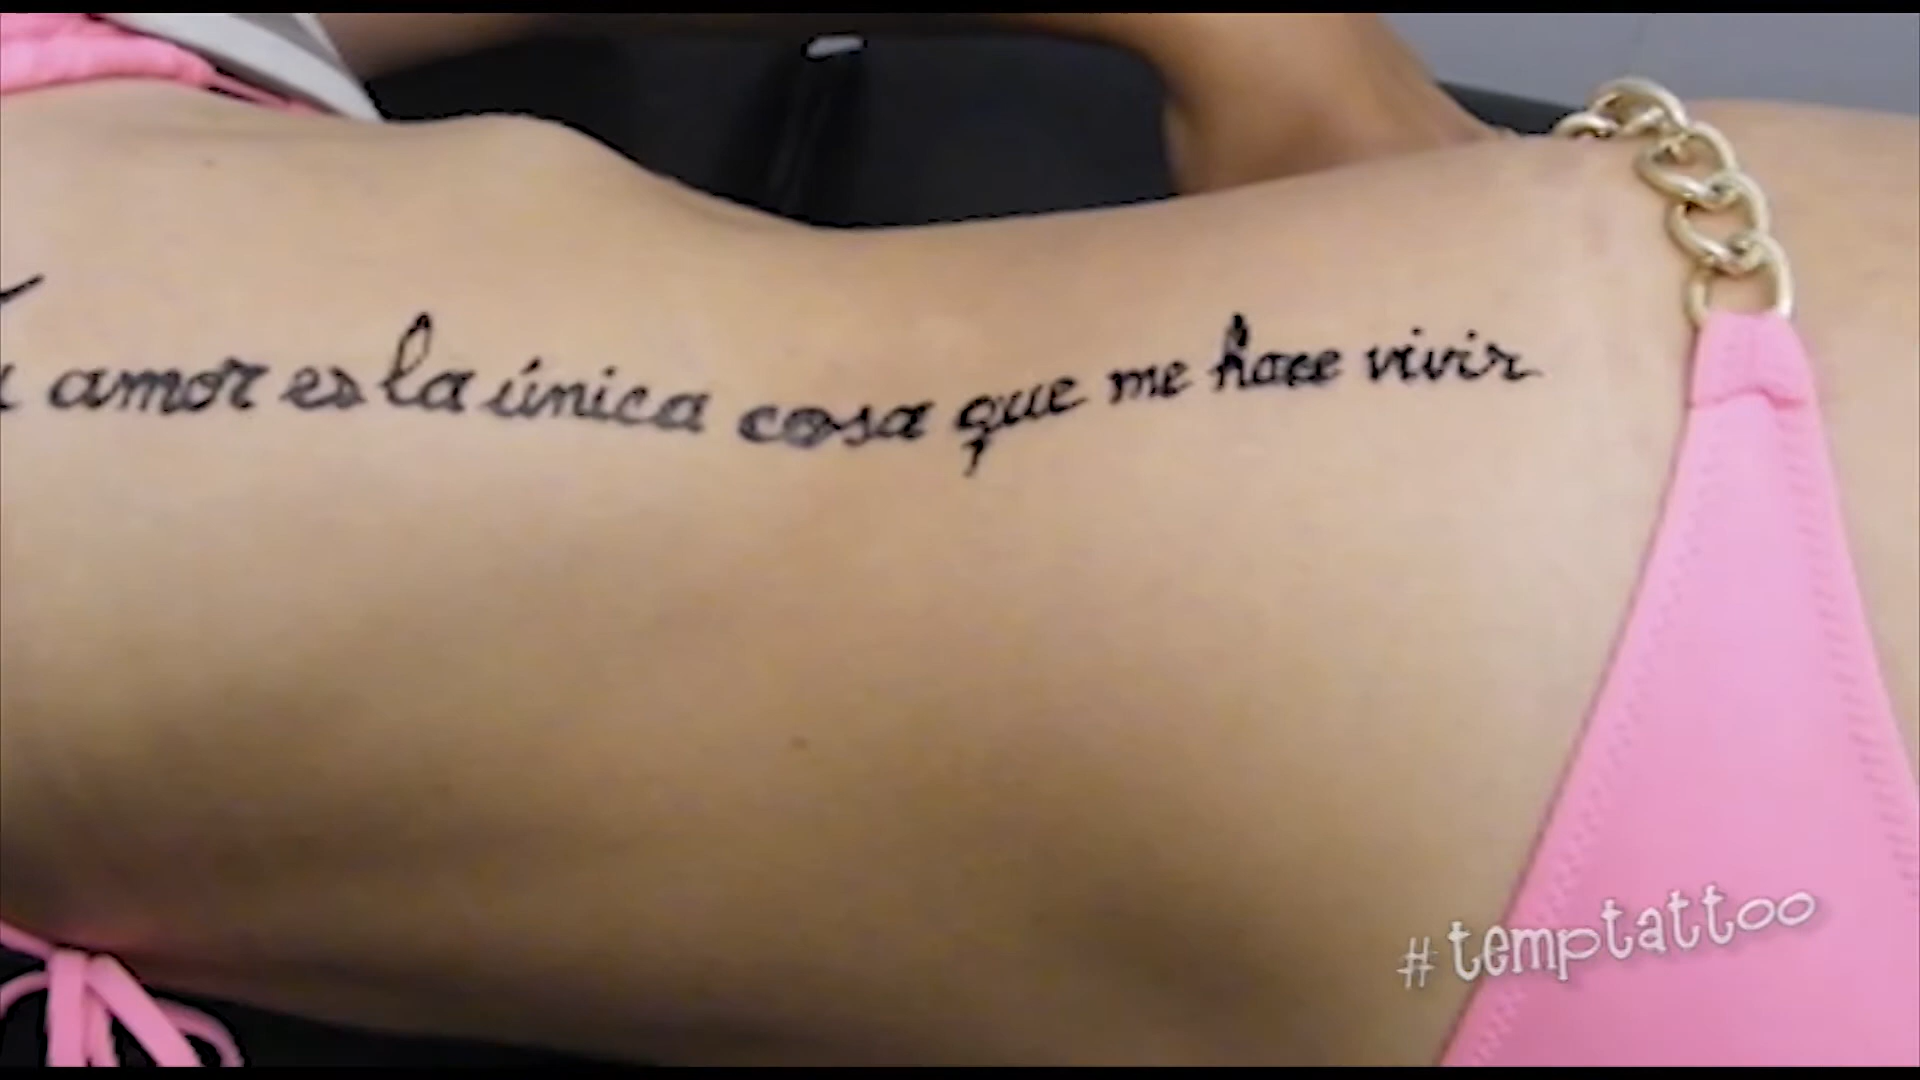 amor es la única cosa que me hace vivir
#temptattoo